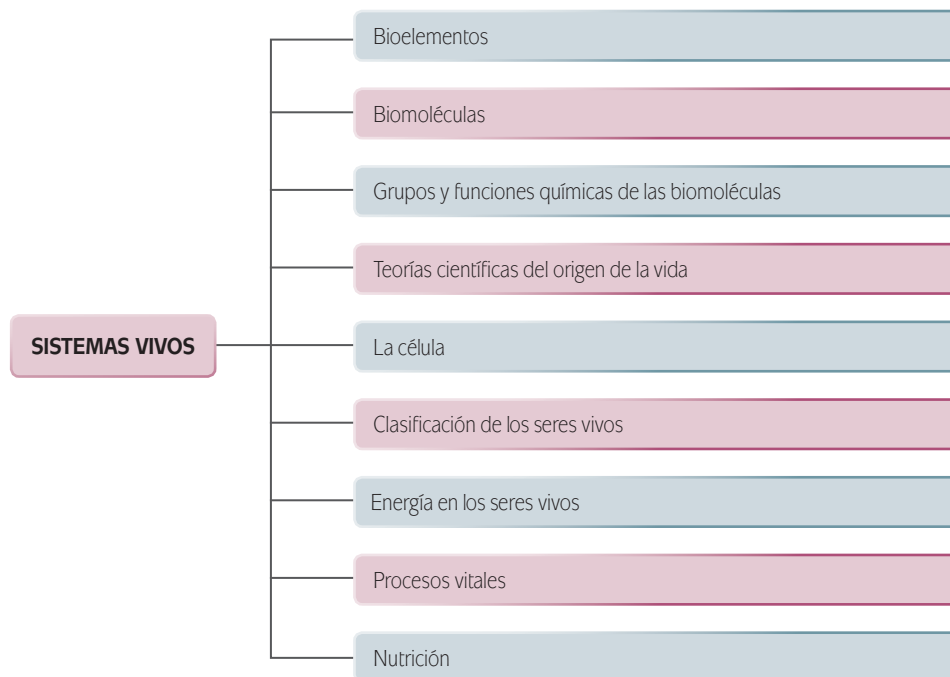 Bioelementos
Biomoléculas
Grupos y funciones químicas de las biomoléculas
Teorías científicas del origen de la vida
SISTEMAS VIVOS
La célula
Clasificación de los seres vivos
Energía en los seres vivos
Procesos vitales
Nutrición